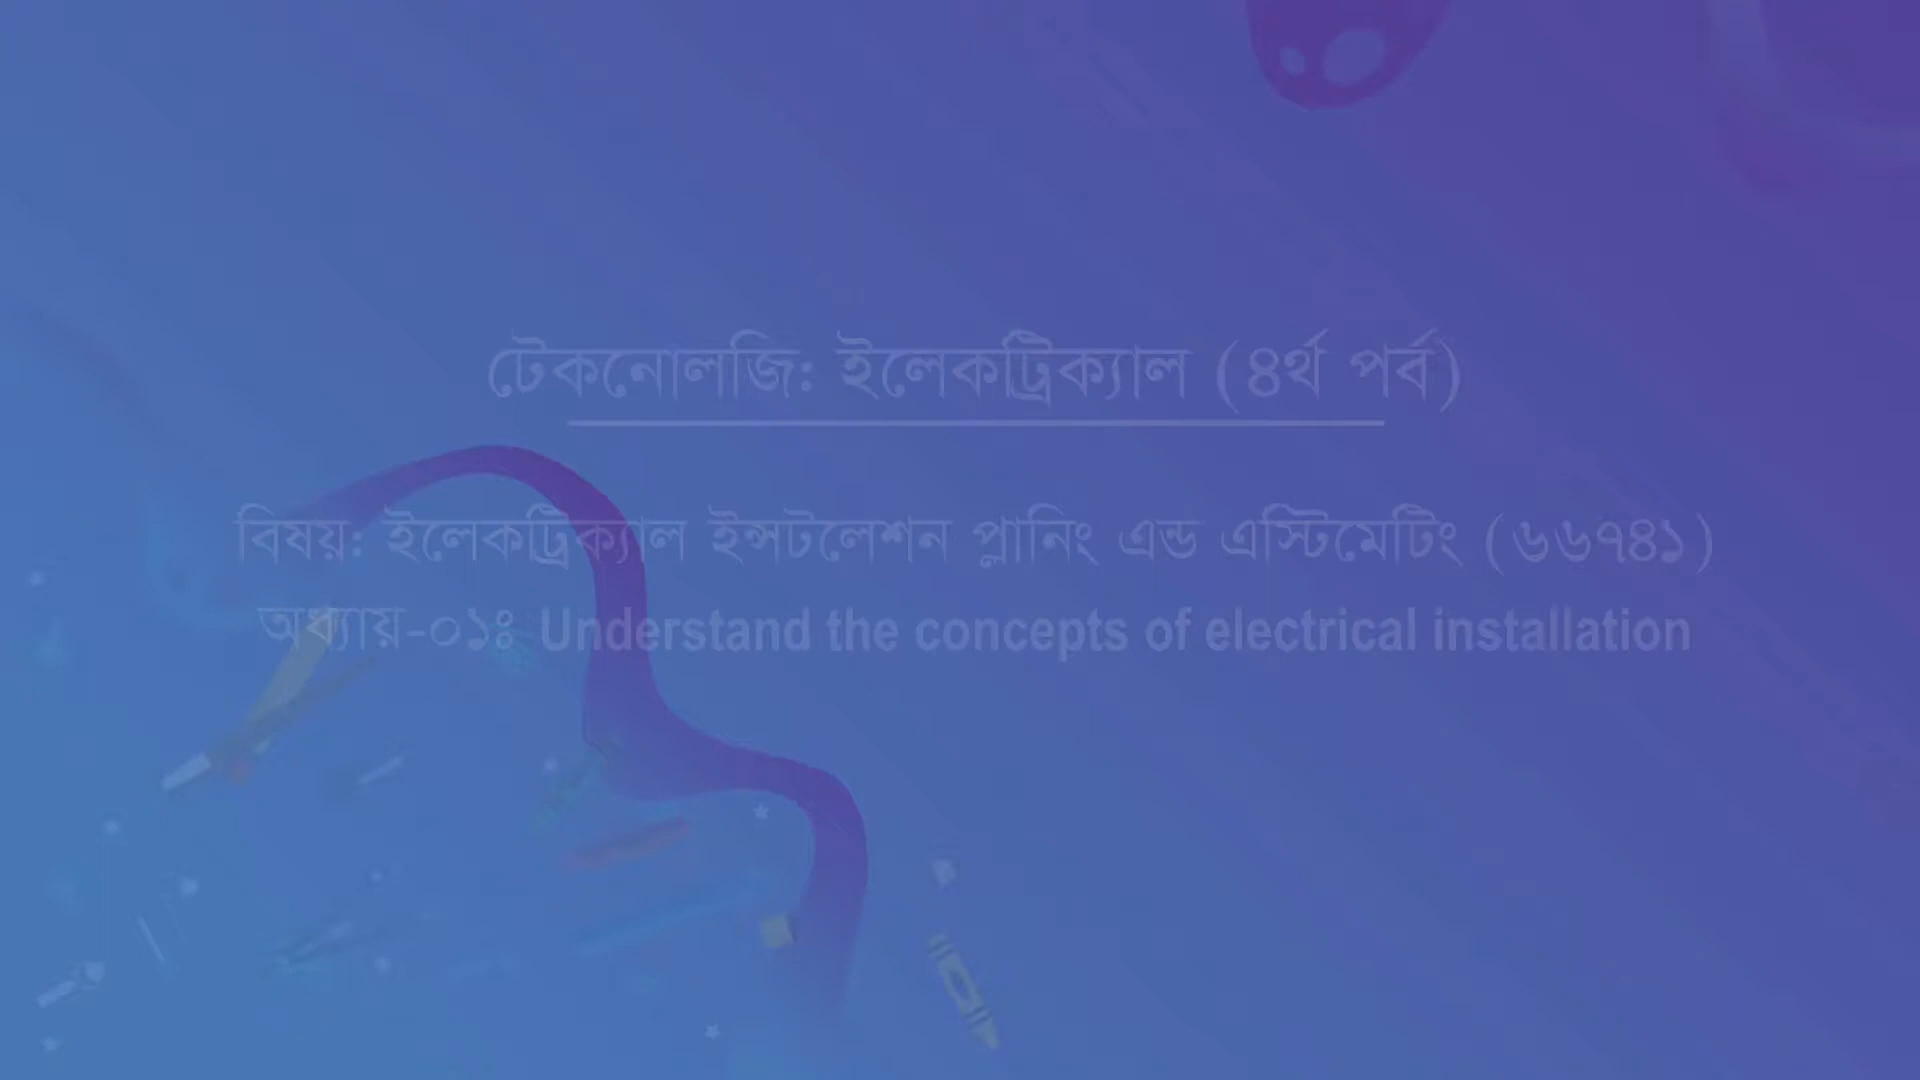 টেকনোলজি: ইলেকট্রিক্যাল (৪র্থ পর্ব)
বিষয়: ইলেকট্রিক্যাল ইন্সটলেশন প্লানিং এন্ড এস্টিমেটিং (৬৬৭৪১)
অধ্যায়-০১ঃ Understand the concepts of electrical installation